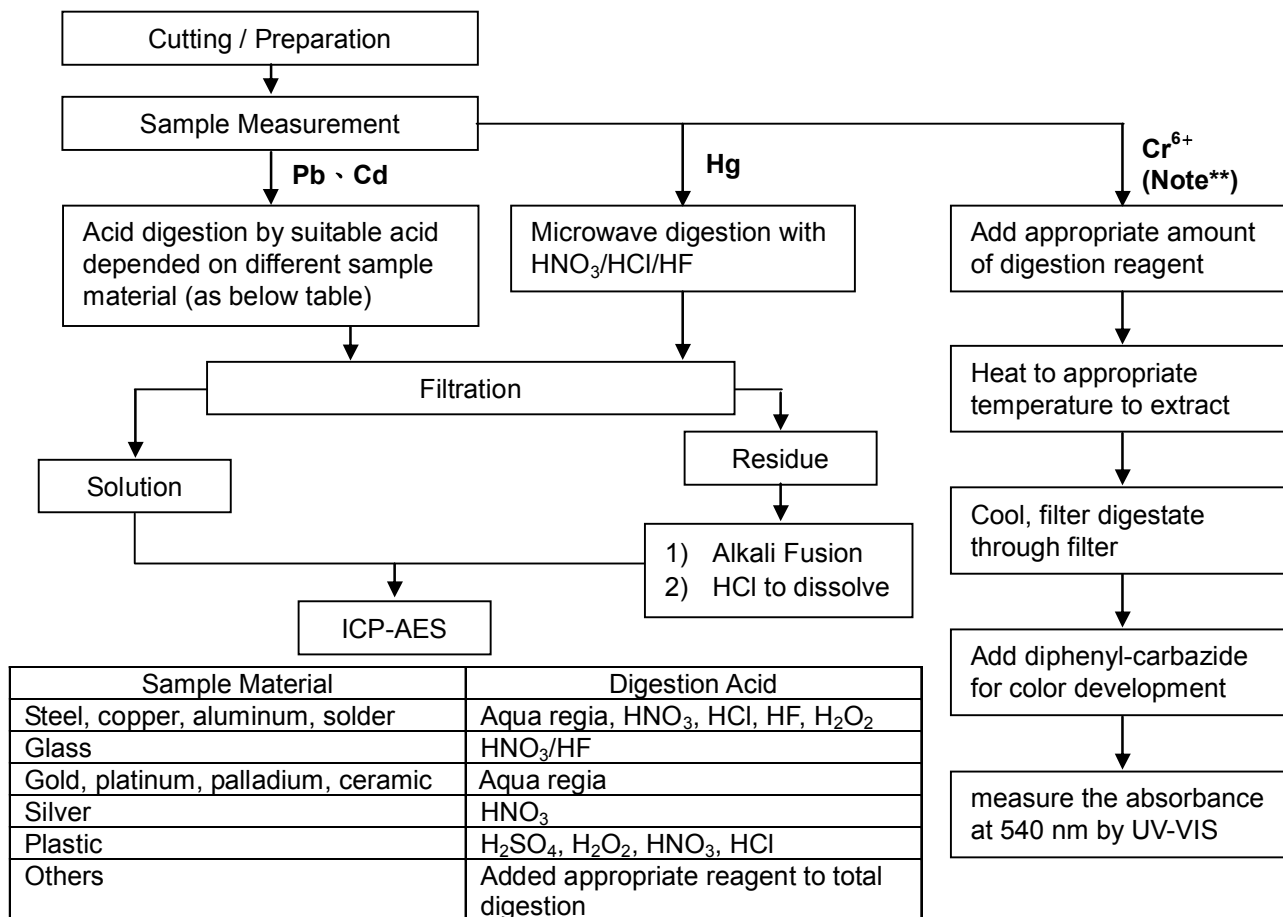 Cutting / Preparation
Sample Measurement
Pb、Cd
Hg
Cr⁶⁺
(Note**)
Acid digestion by suitable acid
depended on different sample
material (as below table)
Microwave digestion with
HNO₃/HCl/HF
Add appropriate amount
of digestion reagent
Filtration
Heat to appropriate
temperature to extract
Solution
Residue
Cool, filter digestate
through filter
1) Alkali Fusion
2) HCl to dissolve
ICP-AES
Add diphenyl-carbazide
for color development
measure the absorbance
at 540 nm by UV-VIS
Sample Material Digestion Acid
Steel, copper, aluminum, solder Aqua regia, HNO₃, HCl, HF, H₂O₂
Glass HNO₃/HF
Gold, platinum, palladium, ceramic Aqua regia
Silver HNO₃
Plastic H₂SO₄, H₂O₂, HNO₃, HCl
Others Added appropriate reagent to total
digestion